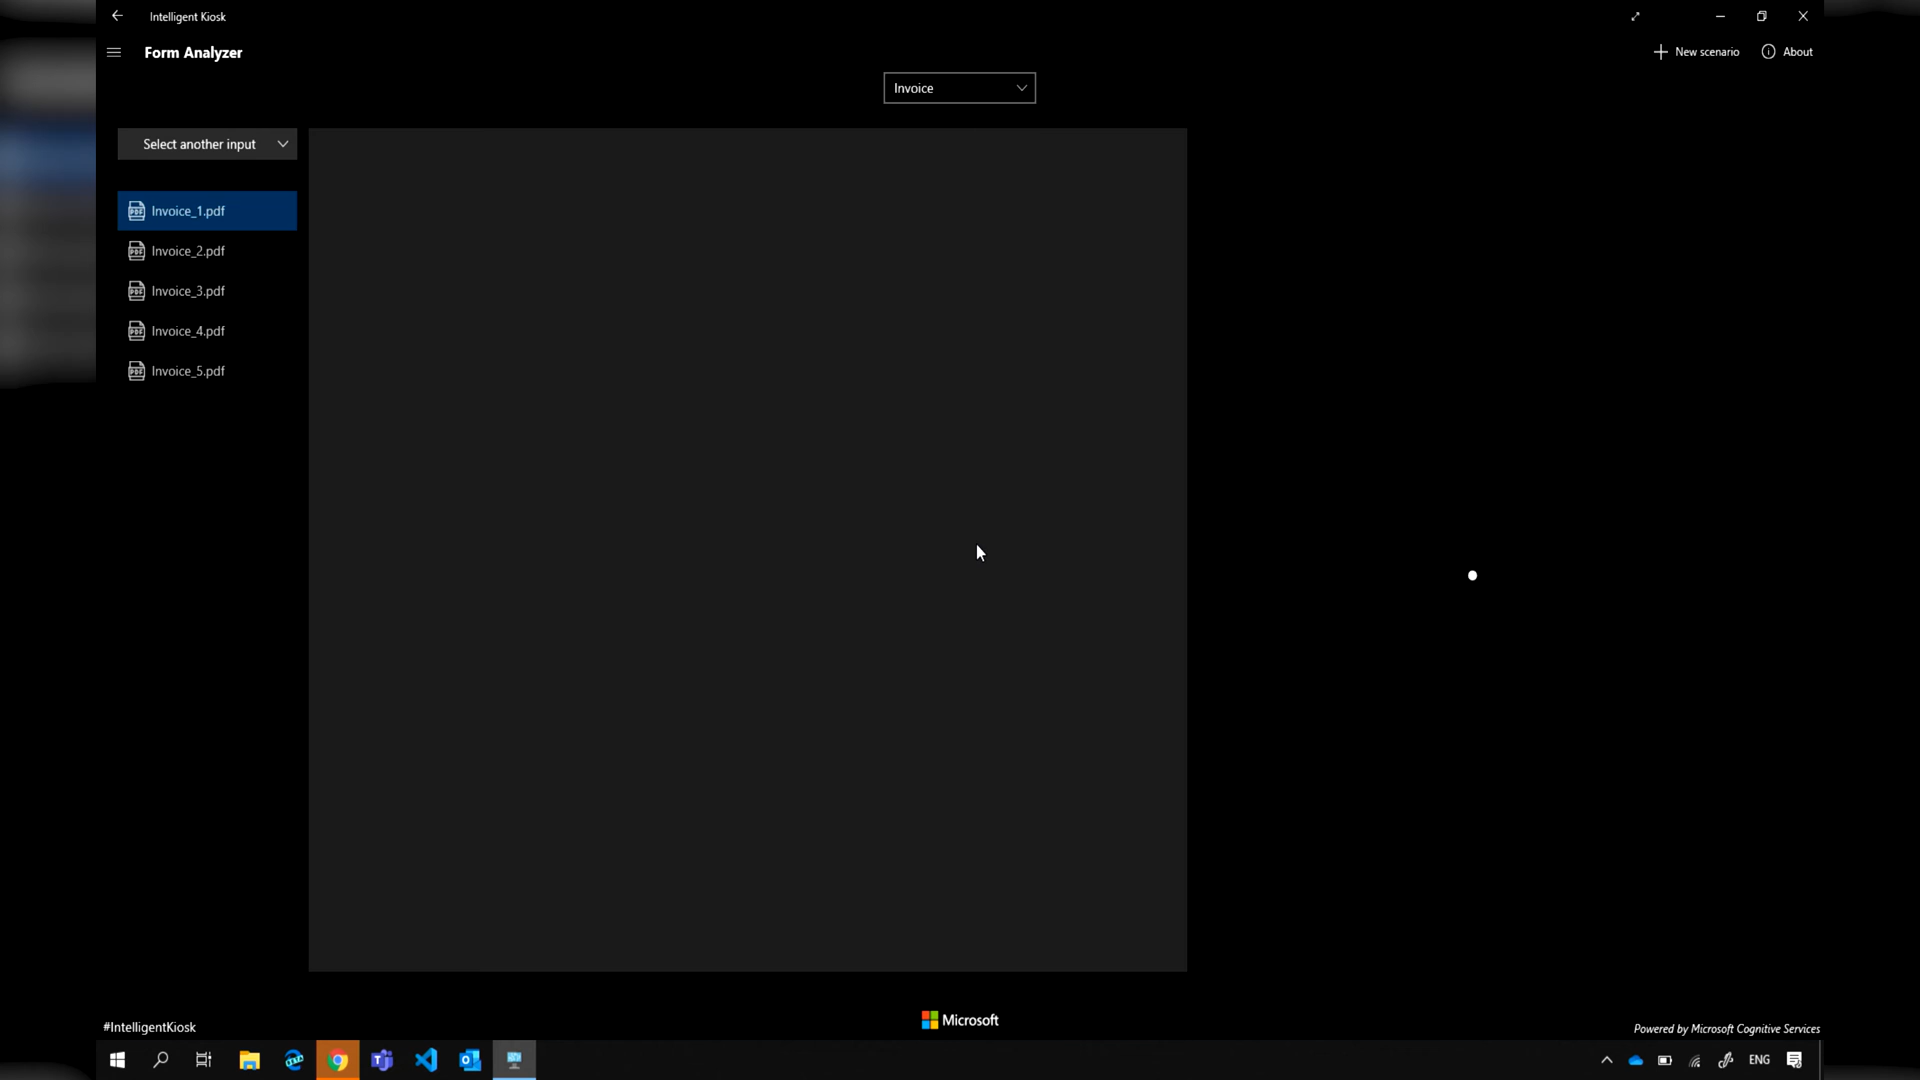 Intelligent Kiosk
Form Analyzer
New scenario
About
Invoice
Select another input
Invoice_1.pdf
Invoice_2.pdf
Invoice_3.pdf
Invoice_4.pdf
Invoice_5.pdf
#IntelligentKiosk
Microsoft
Powered by Microsoft Cognitive Services
ENG